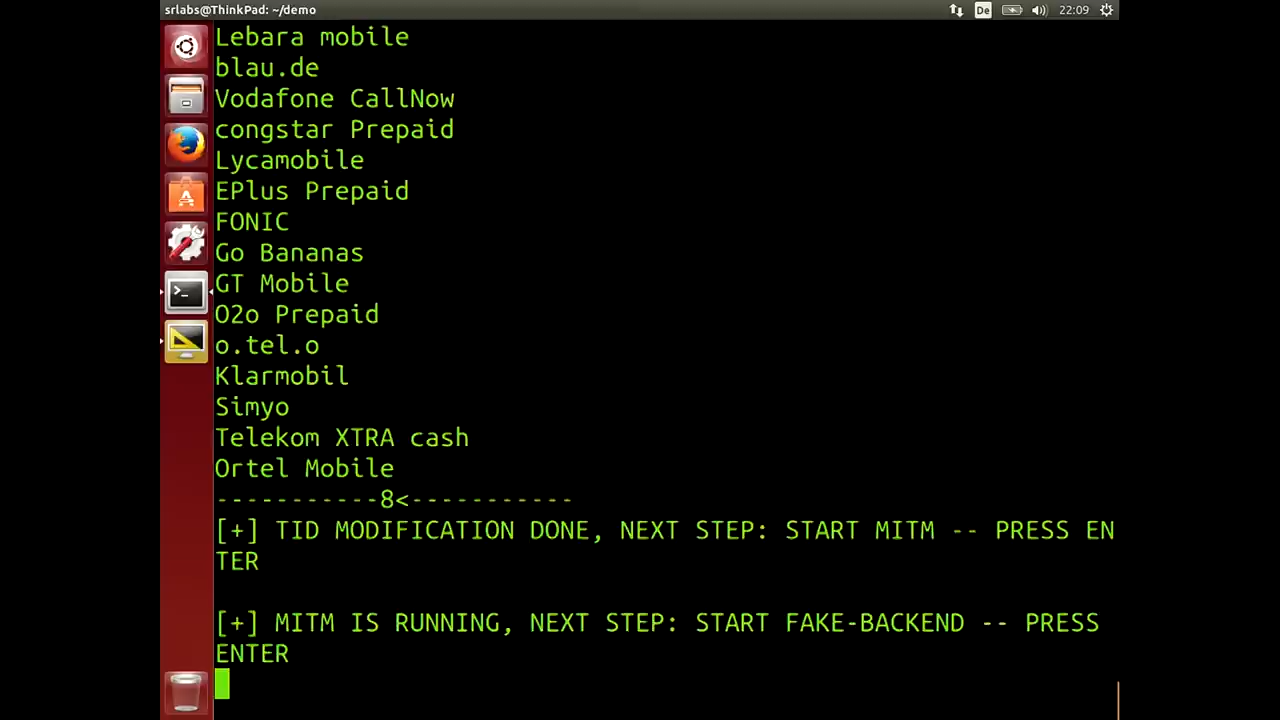 srlabs@ThinkPad: ~/demo
De
22:09
Lebara mobile
blau.de
Vodafone CallNow
congstar Prepaid
Lycamobile
EPlus Prepaid
FONIC
Go Bananas
GT Mobile
O2o Prepaid
o.tel.o
Klarmobil
Simyo
Telekom XTRA cash
Ortel Mobile
-----------8<-----------
[+] TID MODIFICATION DONE, NEXT STEP: START MITM -- PRESS EN
TER
[+] MITM IS RUNNING, NEXT STEP: START FAKE-BACKEND -- PRESS
ENTER